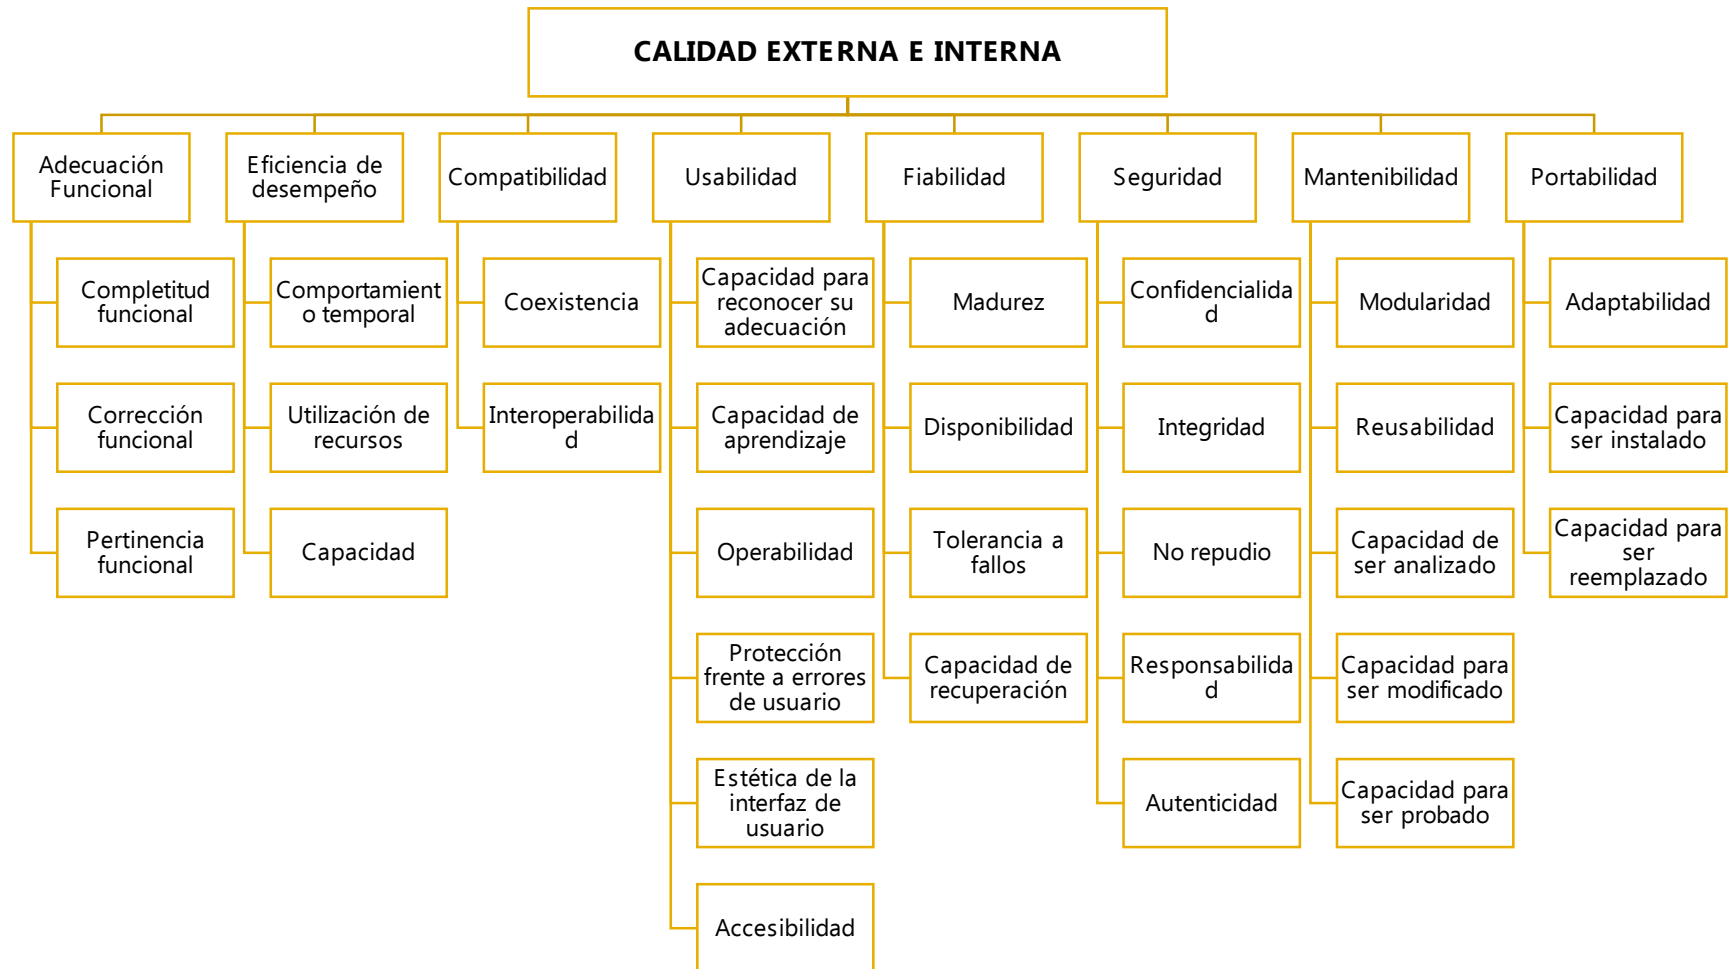 CALIDAD EXTERNA E INTERNA
Adecuación
Funcional
Completitud
funcional
Corrección
funcional
Pertinencia
funcional
Eficiencia de
desempeño
Comportamient
o temporal
Utilización de
recursos
Capacidad
Compatibilidad
Coexistencia
Interoperabilida
d
Usabilidad
Capacidad para
reconocer su
adecuación
Capacidad de
aprendizaje
Operabilidad
Protección
frente a errores
de usuario
Estética de la
interfaz de
usuario
Accesibilidad
Fiabilidad
Madurez
Disponibilidad
Tolerancia a
fallos
Capacidad de
recuperación
Seguridad
Confidencialida
d
Integridad
No repudio
Responsabilida
d
Autenticidad
Mantenibilidad
Modularidad
Reusabilidad
Capacidad de
ser analizado
Capacidad para
ser modificado
Capacidad para
ser probado
Portabilidad
Adaptabilidad
Capacidad para
ser instalado
Capacidad para
ser
reemplazado